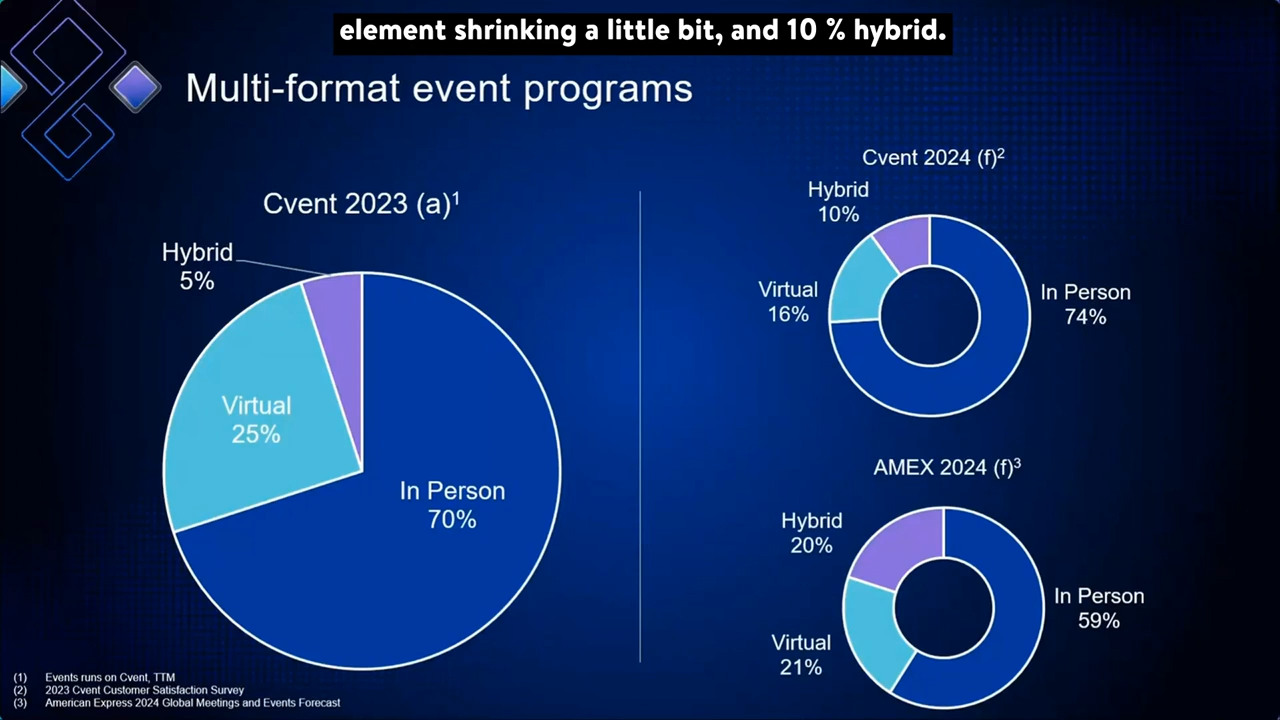 element shrinking a little bit, and 10 % hybrid.
Multi-format event programs
Cvent 2023 (a)¹
Hybrid
5%
Virtual
25%
In Person
70%
Cvent 2024 (f)²
Hybrid
10%
Virtual
16%
In Person
74%
AMEX 2024 (f)³
Hybrid
20%
Virtual
21%
In Person
59%
(1) Events runs on Cvent, TTM
(2) 2023 Cvent Customer Satisfaction Survey
(3) American Express 2024 Global Meetings and Events Forecast